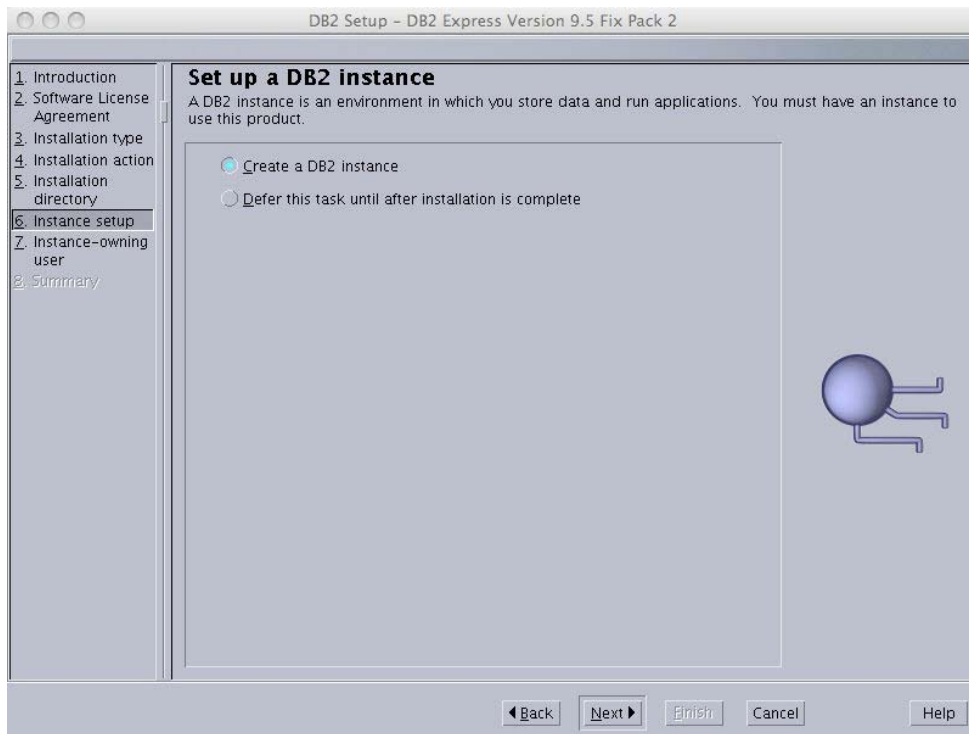 DB2 Setup – DB2 Express Version 9.5 Fix Pack 2
1. Introduction
2. Software License
Agreement
3. Installation type
4. Installation action
5. Installation
directory
6. Instance setup
7. Instance-owning
user
8. Summary
Set up a DB2 instance
A DB2 instance is an environment in which you store data and run applications. You must have an instance to
use this product.
Create a DB2 instance
Defer this task until after installation is complete
Back
Next
Finish
Cancel
Help